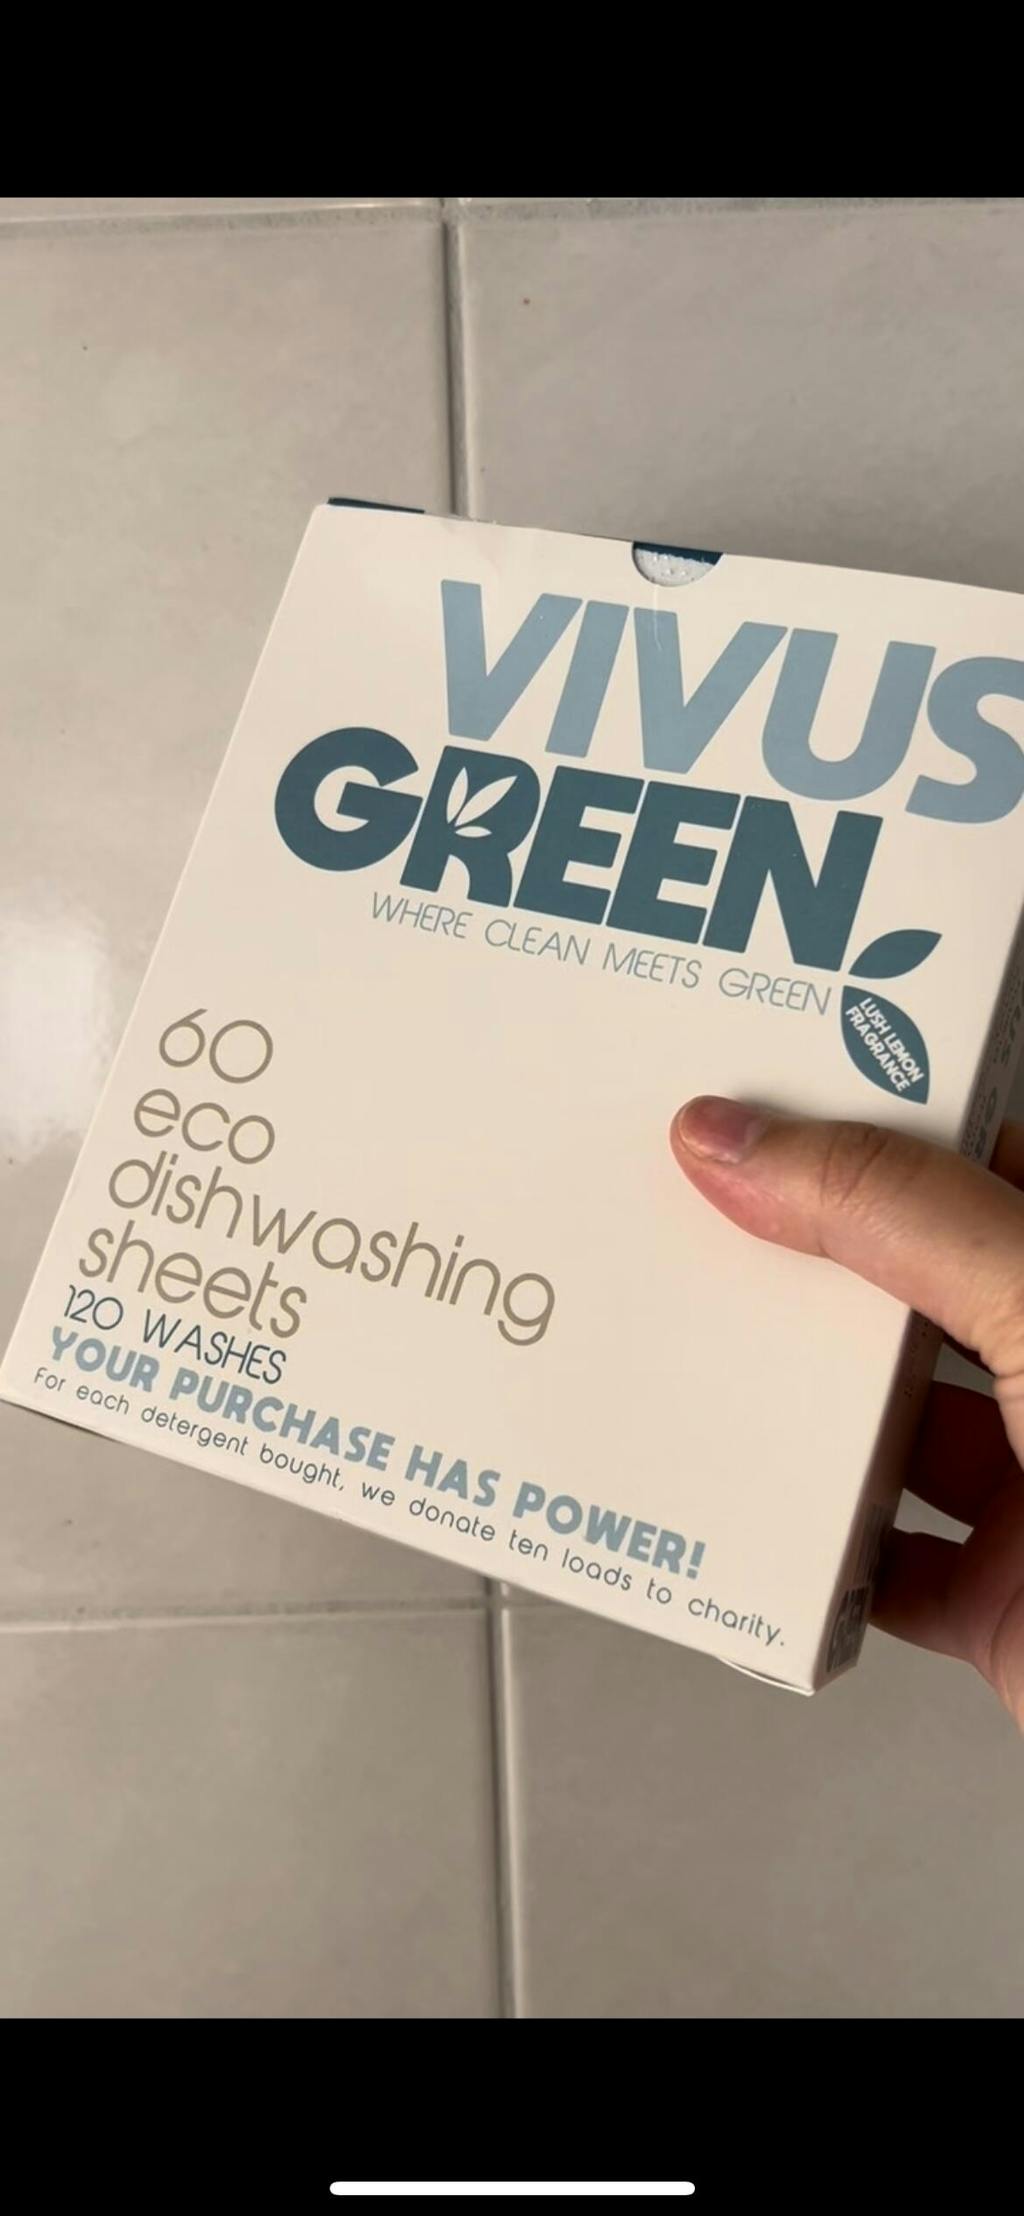 VIVUS
GREEN
WHERE CLEAN MEETS GREEN
LUSH LEMON
FRAGRANCE
60
eco
dishwashing
sheets
120 WASHES
YOUR PURCHASE HAS POWER!
For each detergent bought, we donate ten loads to charity.